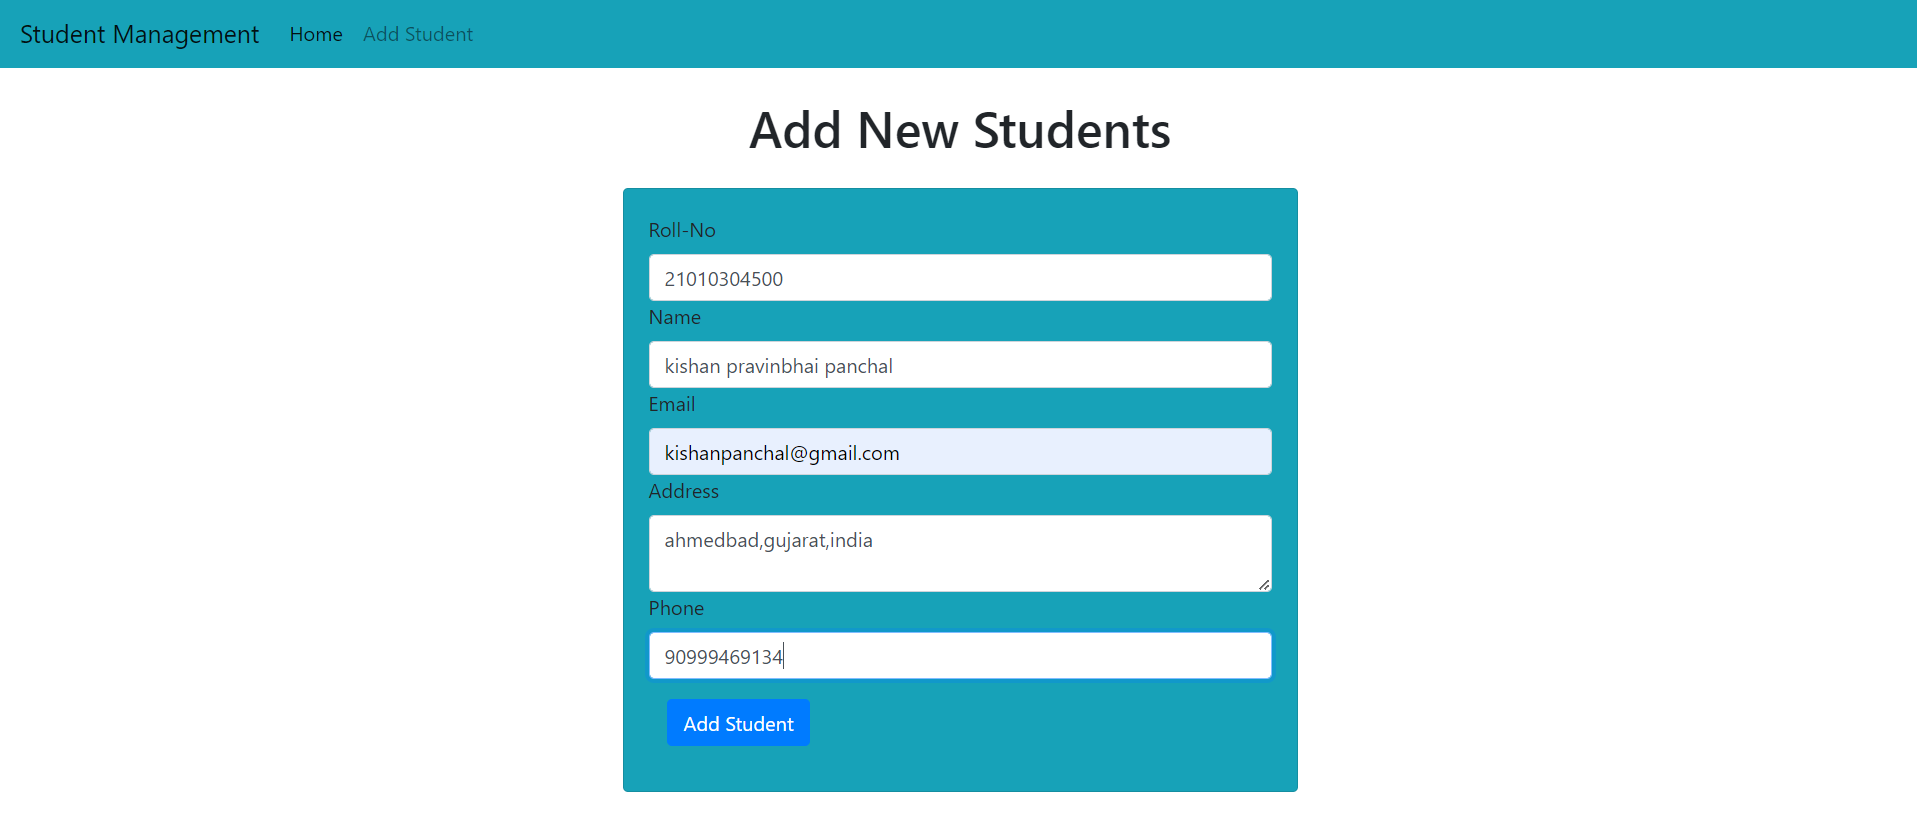 Student Management Home Add Student
Add New Students
Roll-No
21010304500
Name
kishan pravinbhai panchal
Email
kishanpanchal@gmail.com
Address
ahmedbad,gujarat,india
Phone
90999469134
Add Student